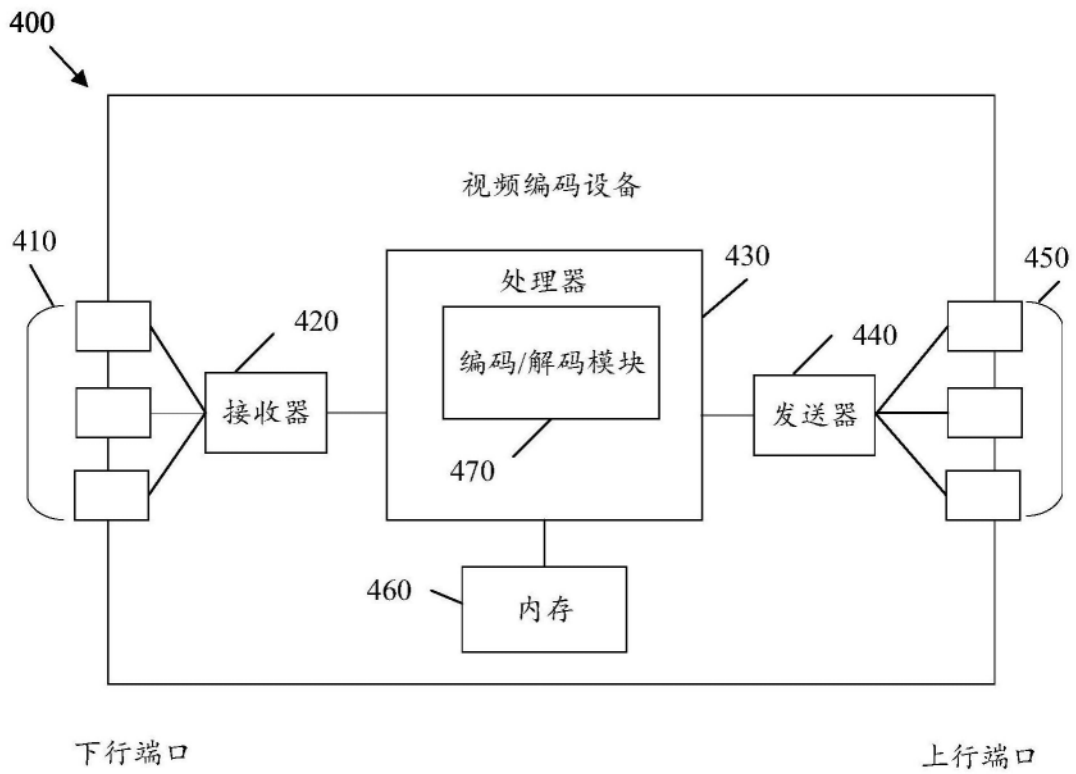 400
视频编码设备
410
430
450
处理器
420
440
编码/解码模块
接收器
发送器
470
460
内存
下行端口
上行端口